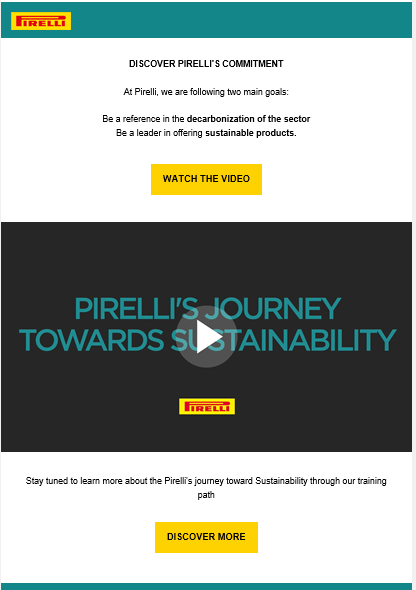 PIRELLI
DISCOVER PIRELLI'S COMMITMENT
At Pirelli, we are following two main goals:
Be a reference in the decarbonization of the sector
Be a leader in offering sustainable products.
WATCH THE VIDEO
PIRELLI'S JOURNEY
TOWARDS SUSTAINABILITY
PIRELLI
Stay tuned to learn more about the Pirelli's journey toward Sustainability through our training
path
DISCOVER MORE